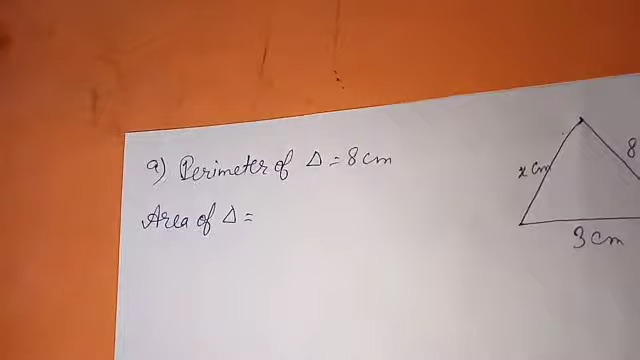 a) Perimeter of Δ = 8 cm
Area of Δ =
x cm
8
3 cm